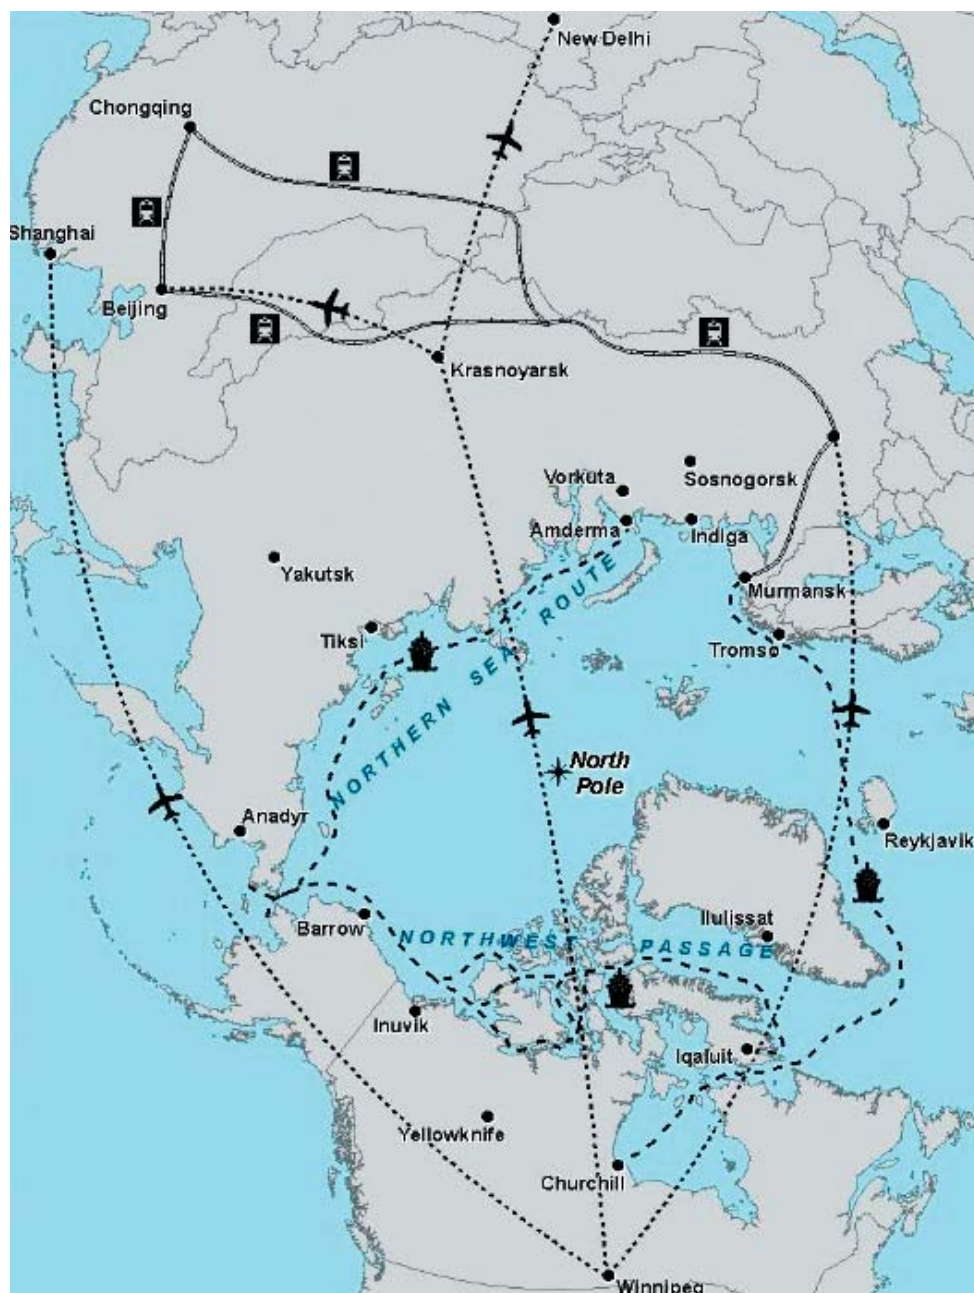 New Delhi
Chongqing
Shanghai
Beijing
Krasnoyarsk
Vorkuta
Sosnogorsk
Amderma
Indiga
Yakutsk
Murmansk
Tiksi
Tromsø
NORTHERN SEA ROUTE
North
Pole
Anadyr
Reykjavik
Ilulissat
Barrow
NORTHWEST PASSAGE
Inuvik
Iqaluit
Yellowknife
Churchill
Winnipeg